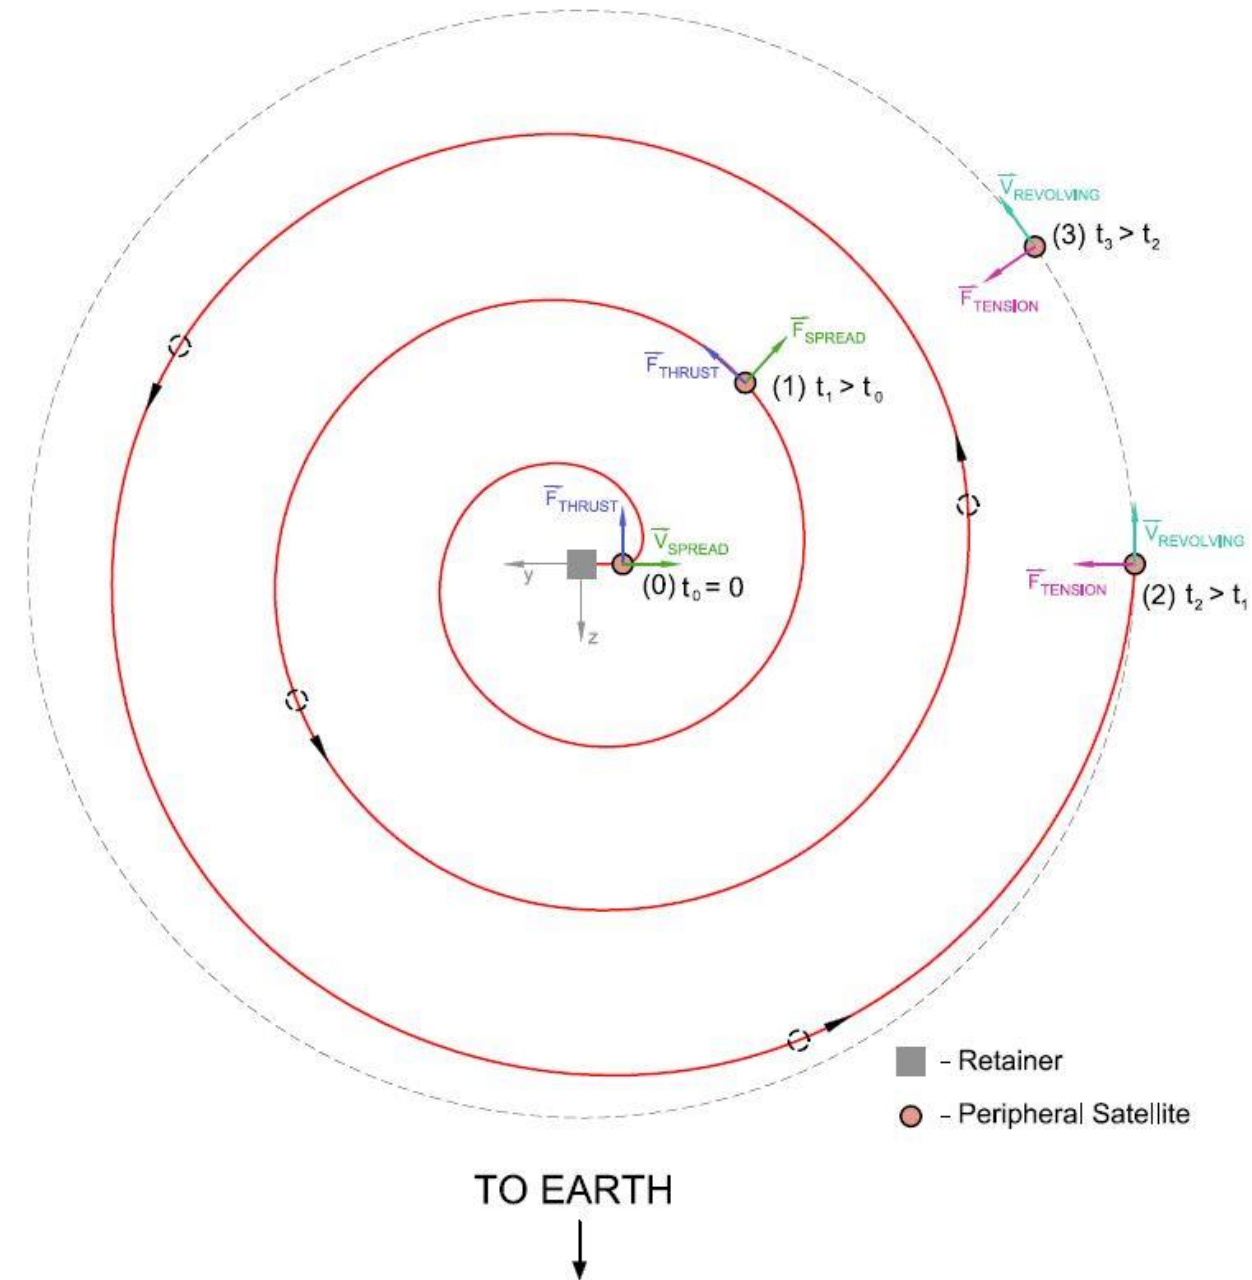 V REVOLVING
(3) t₃ > t₂
F TENSION
F SPREAD
F THRUST
(1) t₁ > t₀
F THRUST
V SPREAD
V REVOLVING
y
(0) t₀ = 0
F TENSION
(2) t₂ > t₁
z
- Retainer
- Peripheral Satellite
TO EARTH